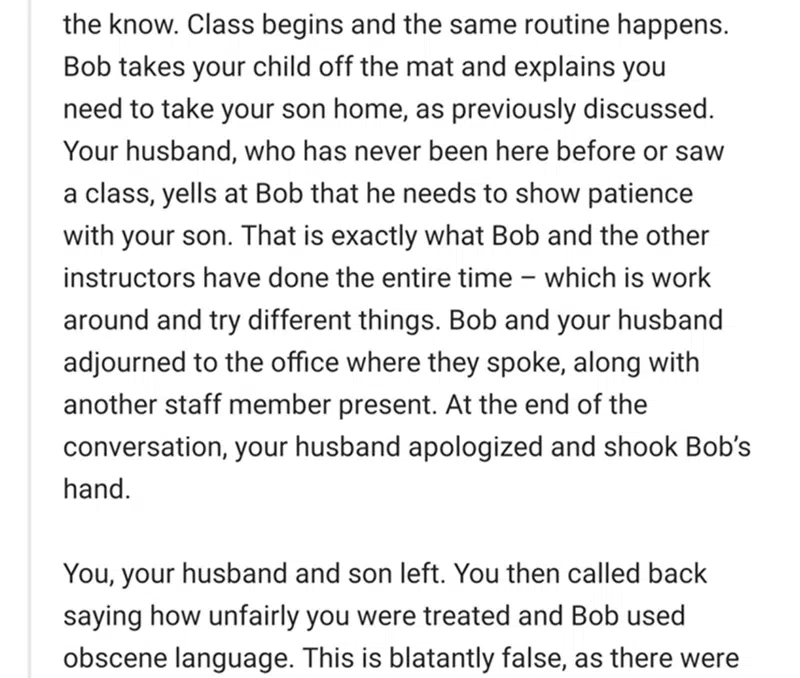 the know. Class begins and the same routine happens.
Bob takes your child off the mat and explains you
need to take your son home, as previously discussed.
Your husband, who has never been here before or saw
a class, yells at Bob that he needs to show patience
with your son. That is exactly what Bob and the other
instructors have done the entire time – which is work
around and try different things. Bob and your husband
adjourned to the office where they spoke, along with
another staff member present. At the end of the
conversation, your husband apologized and shook Bob’s
hand.
You, your husband and son left. You then called back
saying how unfairly you were treated and Bob used
obscene language. This is blatantly false, as there were